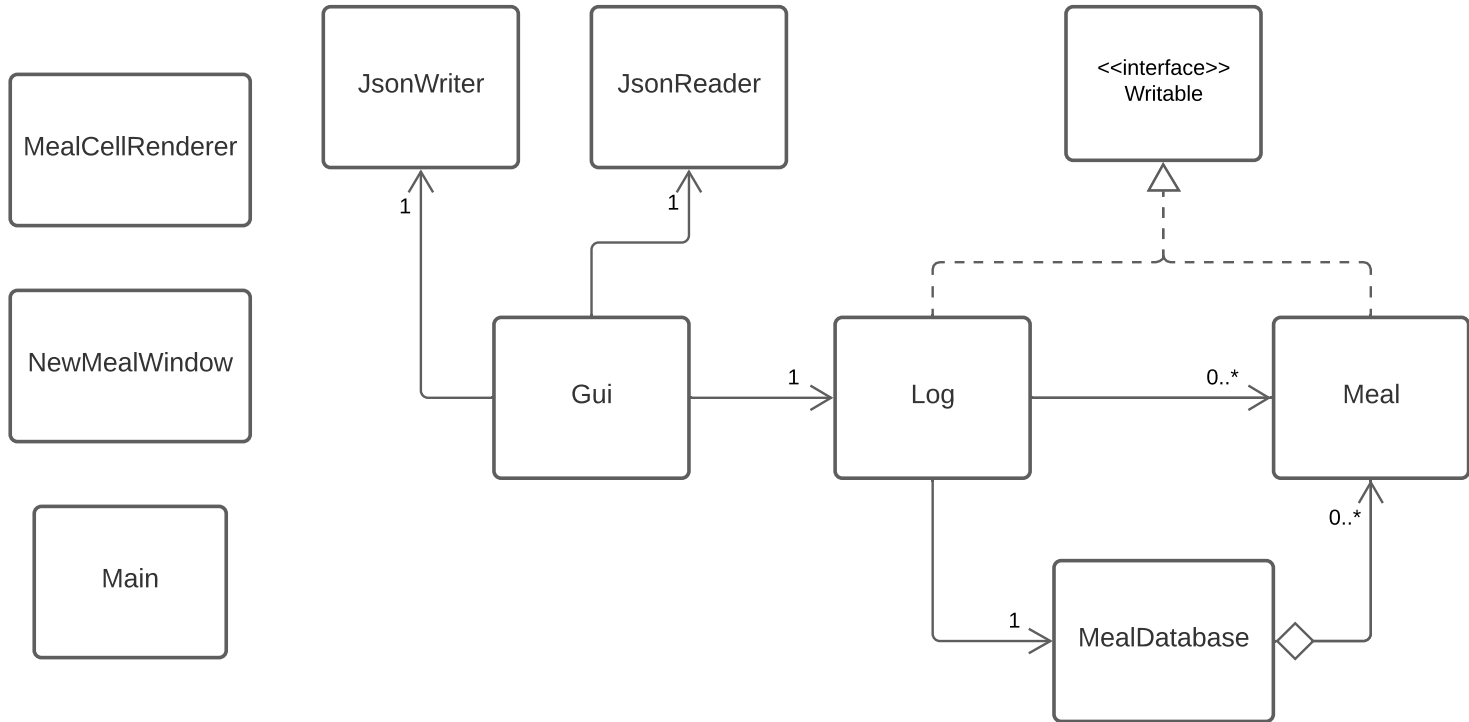 JsonWriter
JsonReader
<<interface>>
Writable
MealCellRenderer
1
1
NewMealWindow
Gui
1
Log
0..*
Meal
0..*
Main
1
MealDatabase